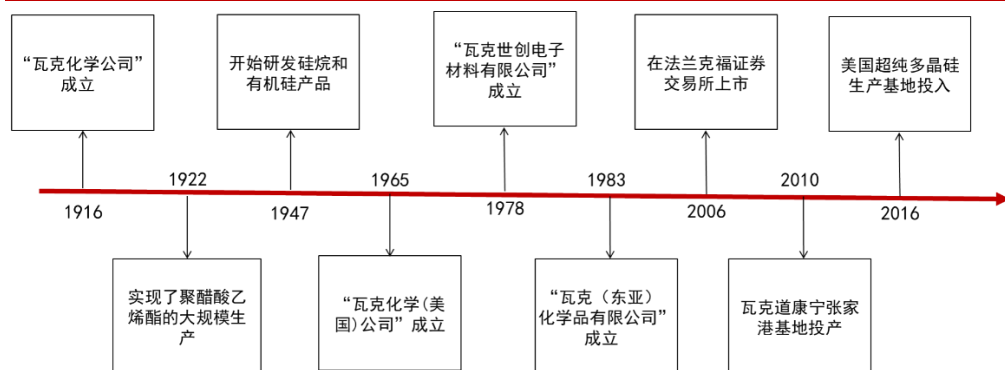 “瓦克化学公司”
成立
开始研发硅烷和
有机硅产品
“瓦克世创电子
材料有限公司”
成立
在法兰克福证券
交易所上市
美国超纯多晶硅
生产基地投入
1922
1965
1983
2010
1916
1947
1978
2006
2016
实现了聚醋酸乙
烯酯的大规模生
产
“瓦克化学(美
国)公司”成立
“瓦克（东亚）
化学品有限公司”
成立
瓦克道康宁张家
港基地投产